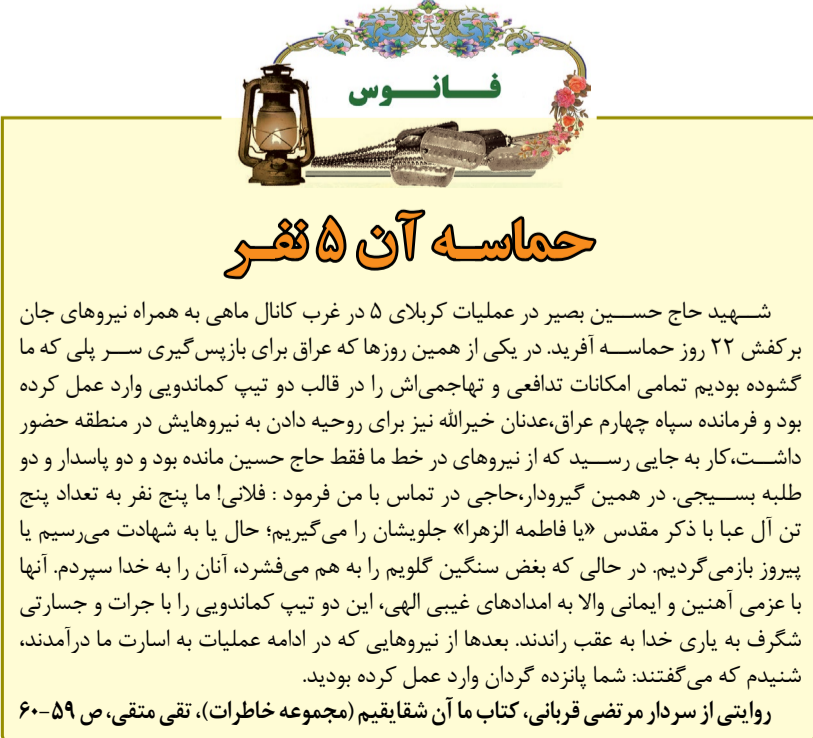 فانوس
حماسه آن ۵ نفر
شهید حاج حسین بصیر در عملیات کربلای ۵ در غرب کانال ماهی به همراه نیروهای جان
برکفش ۲۲ روز حماسه آفرید. در یکی از همین روزها که عراق برای بازپس‌گیری سر پلی که ما
گشوده بودیم تمامی امکانات تدافعی و تهاجمی‌اش را در قالب دو تیپ کماندویی وارد عمل کرده
بود و فرمانده سپاه چهارم عراق،عدنان خیرالله نیز برای روحیه دادن به نیروهایش در منطقه حضور
داشت،کار به جایی رسید که از نیروهای در خط ما فقط حاج حسین مانده بود و دو پاسدار و دو
طلبه بسیجی. در همین گیرودار،حاجی در تماس با من فرمود : فلانی! ما پنج نفر به تعداد پنج
تن آل عبا با ذکر مقدس «یا فاطمه الزهرا» جلویشان را می‌گیریم؛ حال یا به شهادت می‌رسیم یا
پیروز بازمی‌گردیم. در حالی که بغض سنگین گلویم را به هم می‌فشرد، آنان را به خدا سپردم. آنها
با عزمی آهنین و ایمانی والا به امدادهای غیبی الهی، این دو تیپ کماندویی را با جرات و جسارتی
شگرف به یاری خدا به عقب راندند. بعدها از نیروهایی که در ادامه عملیات به اسارت ما درآمدند،
شنیدم که می‌گفتند: شما پانزده گردان وارد عمل کرده بودید.
روایتی از سردار مرتضی قربانی، کتاب ما آن شقایقیم (مجموعه خاطرات)، تقی متقی، ص ۵۹-۶۰